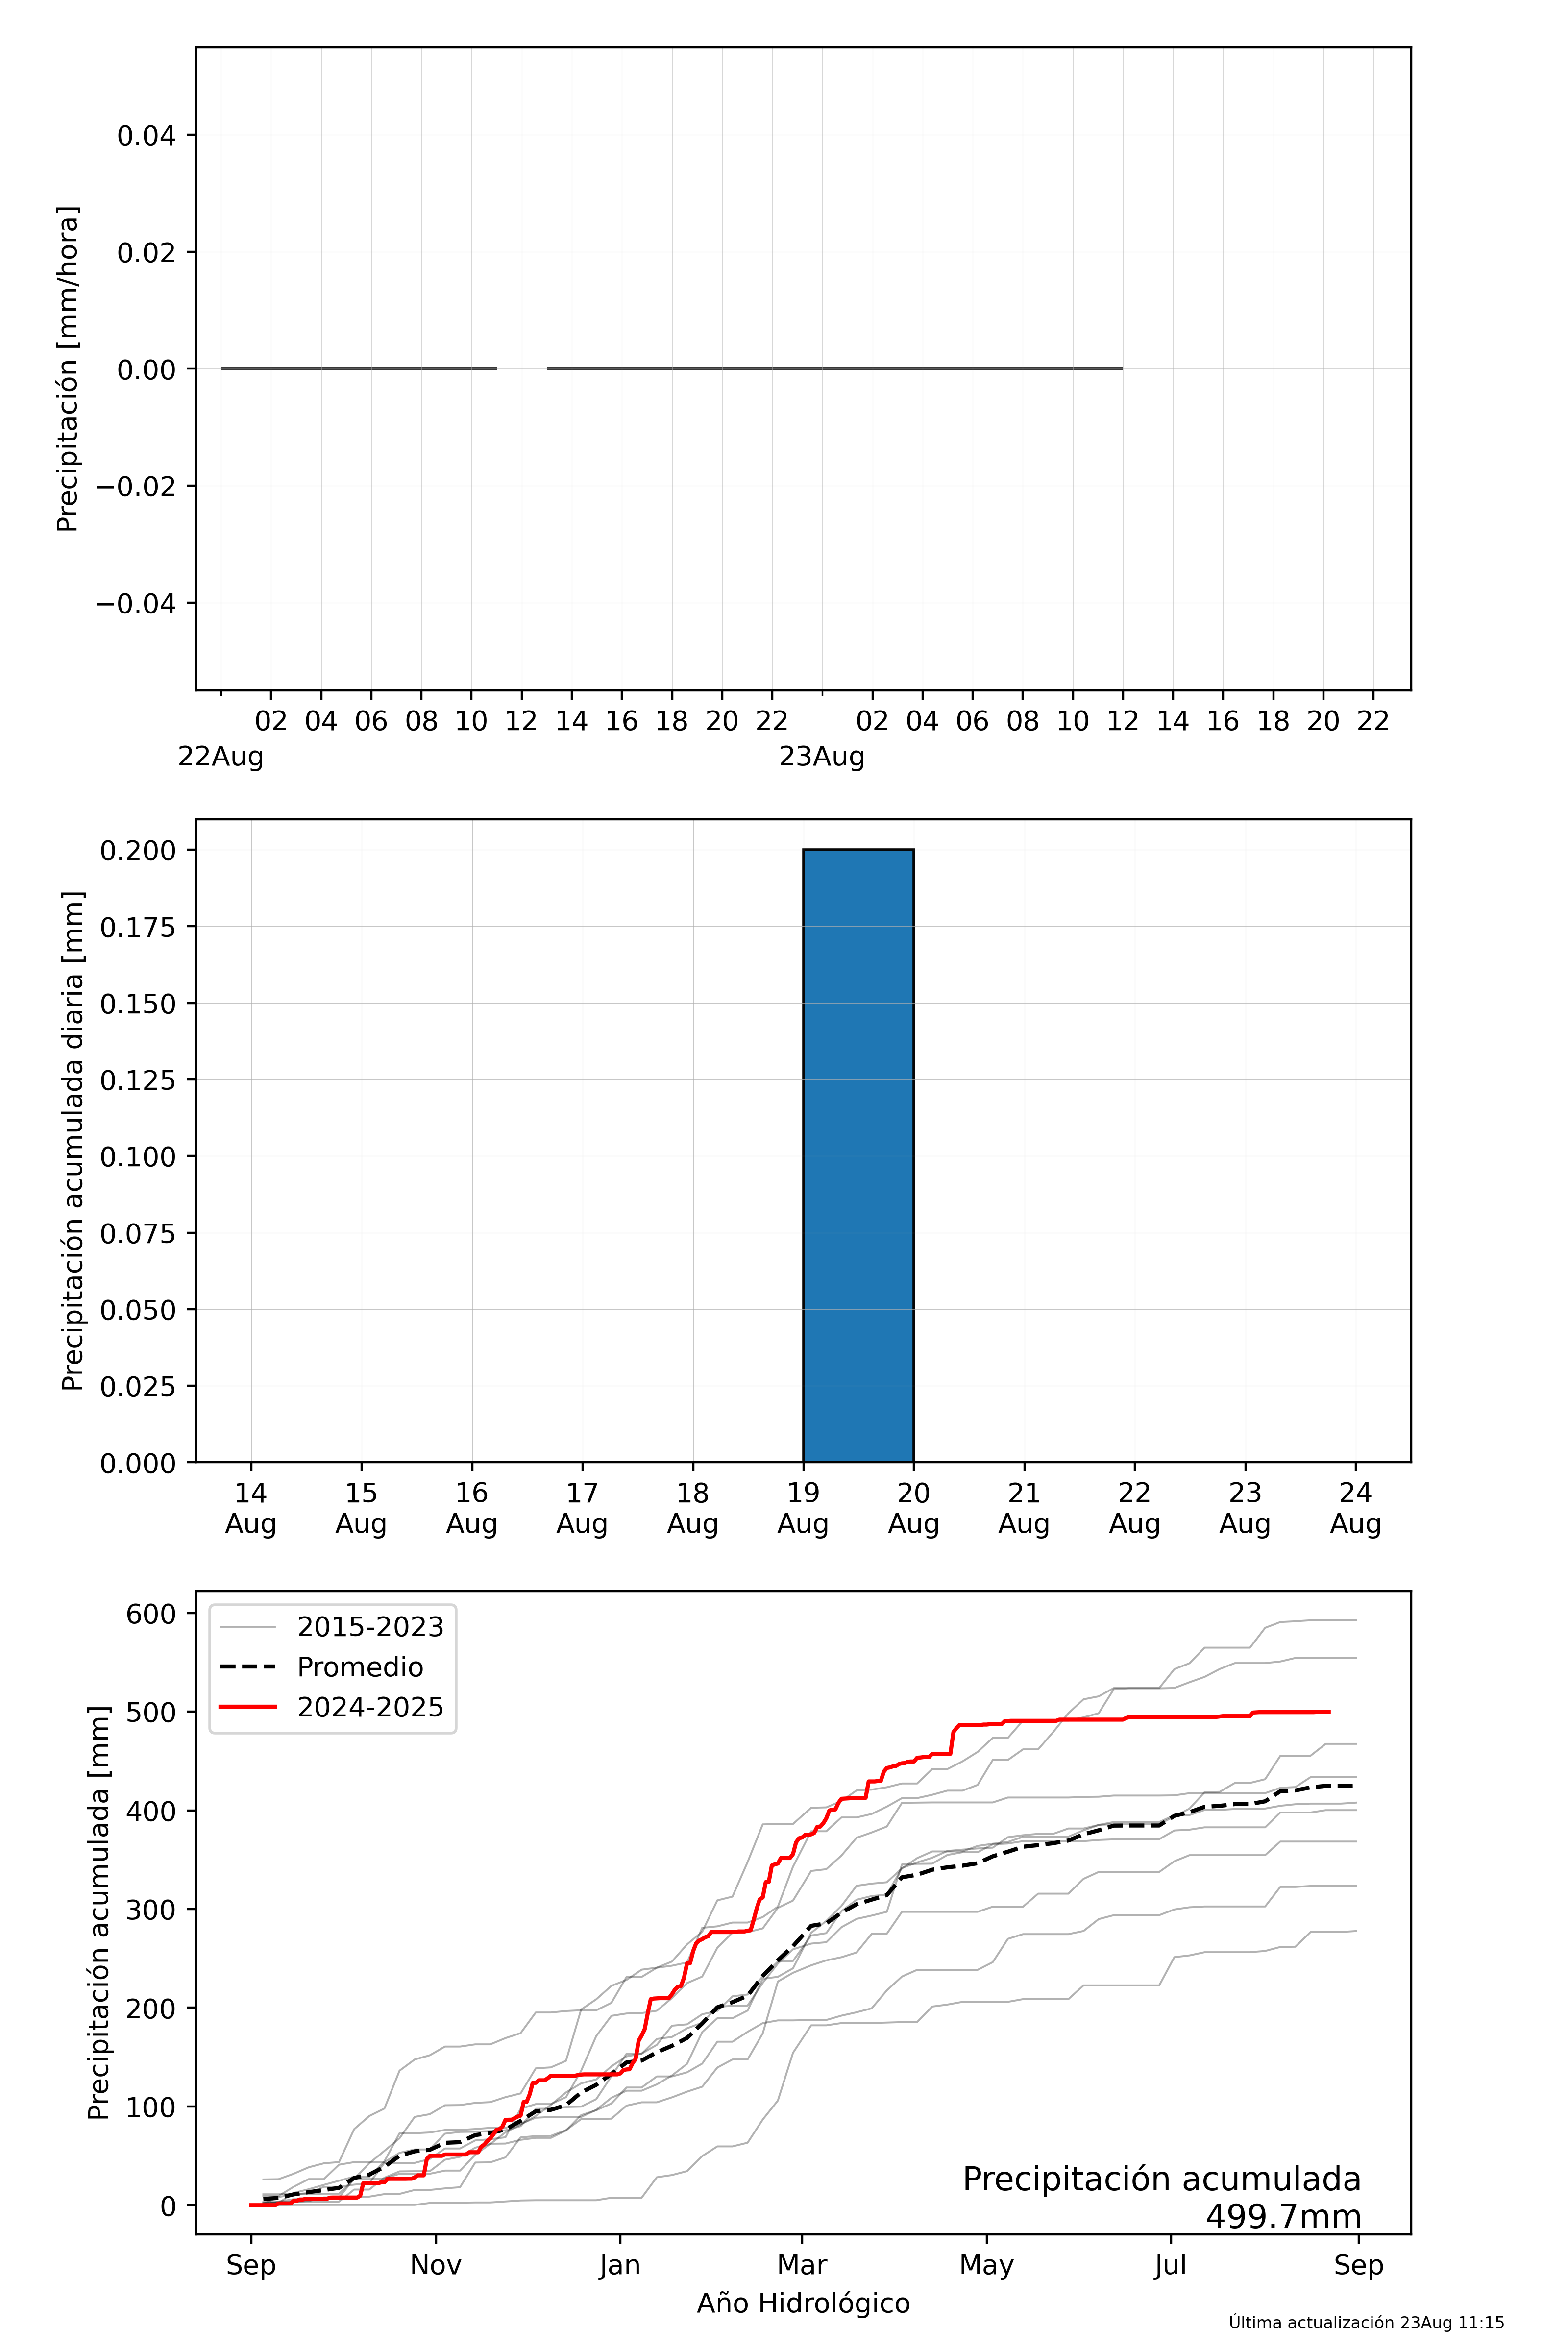 Precipitación [mm/hora]
0.04
0.02
0.00
−0.02
−0.04
02 04 06 08 10 12 14 16 18 20 22 02 04 06 08 10 12 14 16 18 20 22
22Aug 23Aug
Precipitación acumulada diaria [mm]
0.200
0.175
0.150
0.125
0.100
0.075
0.050
0.025
0.000
14 15 16 17 18 19 20 21 22 23 24
Aug Aug Aug Aug Aug Aug Aug Aug Aug Aug Aug
Precipitación acumulada [mm]
600
500
400
300
200
100
0
2015-2023
Promedio
2024-2025
Precipitación acumulada
499.7mm
Sep Nov Jan Mar May Jul Sep
Año Hidrológico
Última actualización 23Aug 11:15